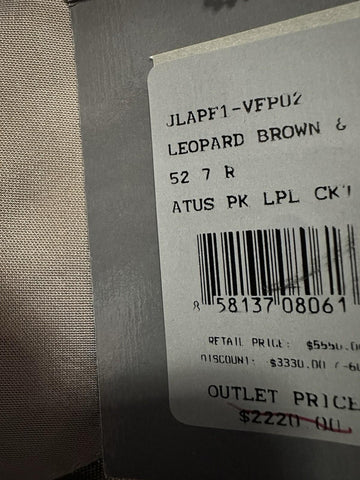 JLAPF1-VFP02
LEOPARD BROWN &
52 7 R
ATUS PK LPL CK
8 58137 08061
RETAIL PRICE: $5550.0
DISCOUNT: $3330.00 (-60
OUTLET PRICE
$2220.00